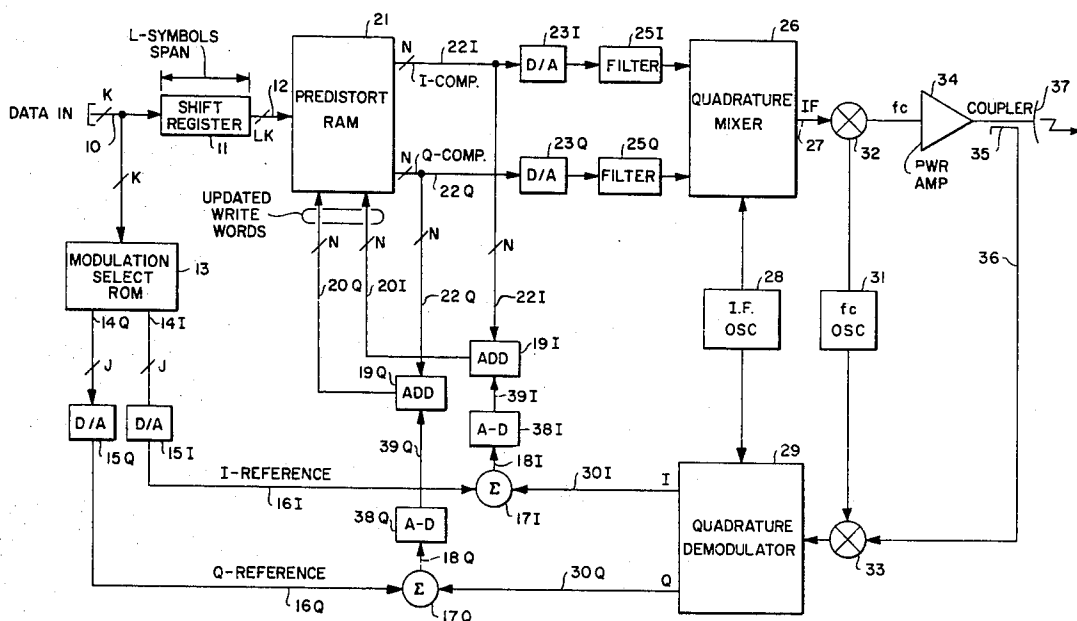 L-SYMBOLS
SPAN
DATA IN
K
10
SHIFT
REGISTER
11
12
LK
K
21
PREDISTORT
RAM
N
22I
I-COMP.
N
Q-COMP.
22Q
23I
D/A
25I
FILTER
23Q
D/A
25Q
FILTER
26
QUADRATURE
MIXER
IF
27
32
fc
34
PWR
AMP
COUPLER
35
37
36
UPDATED
WRITE
WORDS
N
N
N
N
20Q
20I
22Q
22I
MODULATION
SELECT
ROM
13
14Q
14I
J
J
D/A
15Q
D/A
15I
28
I.F.
OSC
31
fc
OSC
19Q
ADD
ADD
19I
39I
39Q
A-D
38I
18I
I-REFERENCE
16I
Σ
17I
30I
I
38Q
A-D
18Q
Q-REFERENCE
16Q
Σ
17Q
30Q
Q
29
QUADRATURE
DEMODULATOR
33